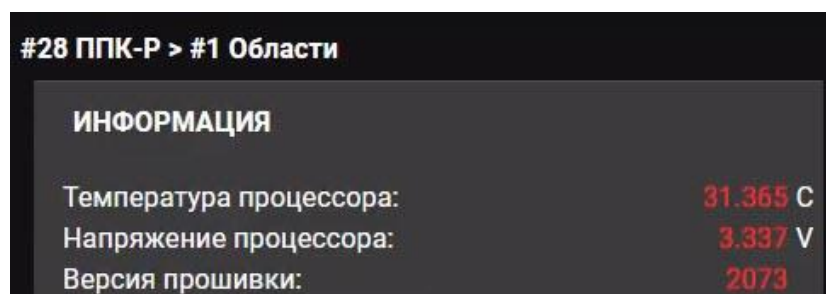 #28 ППК-Р > #1 Области
ИНФОРМАЦИЯ
Температура процессора: 31.365 C
Напряжение процессора: 3.337 V
Версия прошивки: 2073